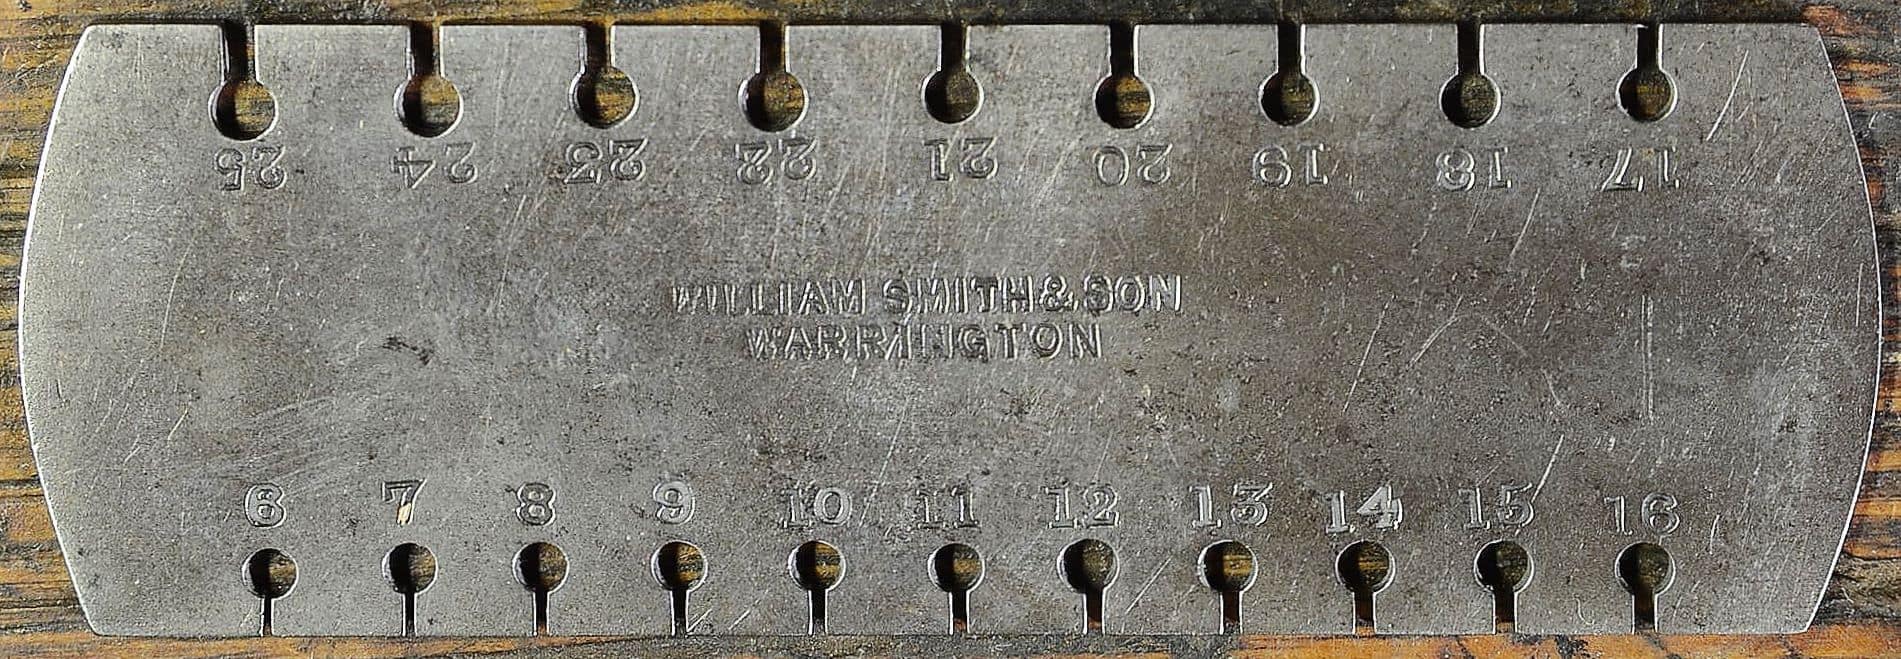 25 24 23 22 21 20 19 18 17
WILLIAM SMITH & SON
WARRINGTON
6 7 8 9 10 11 12 13 14 15 16